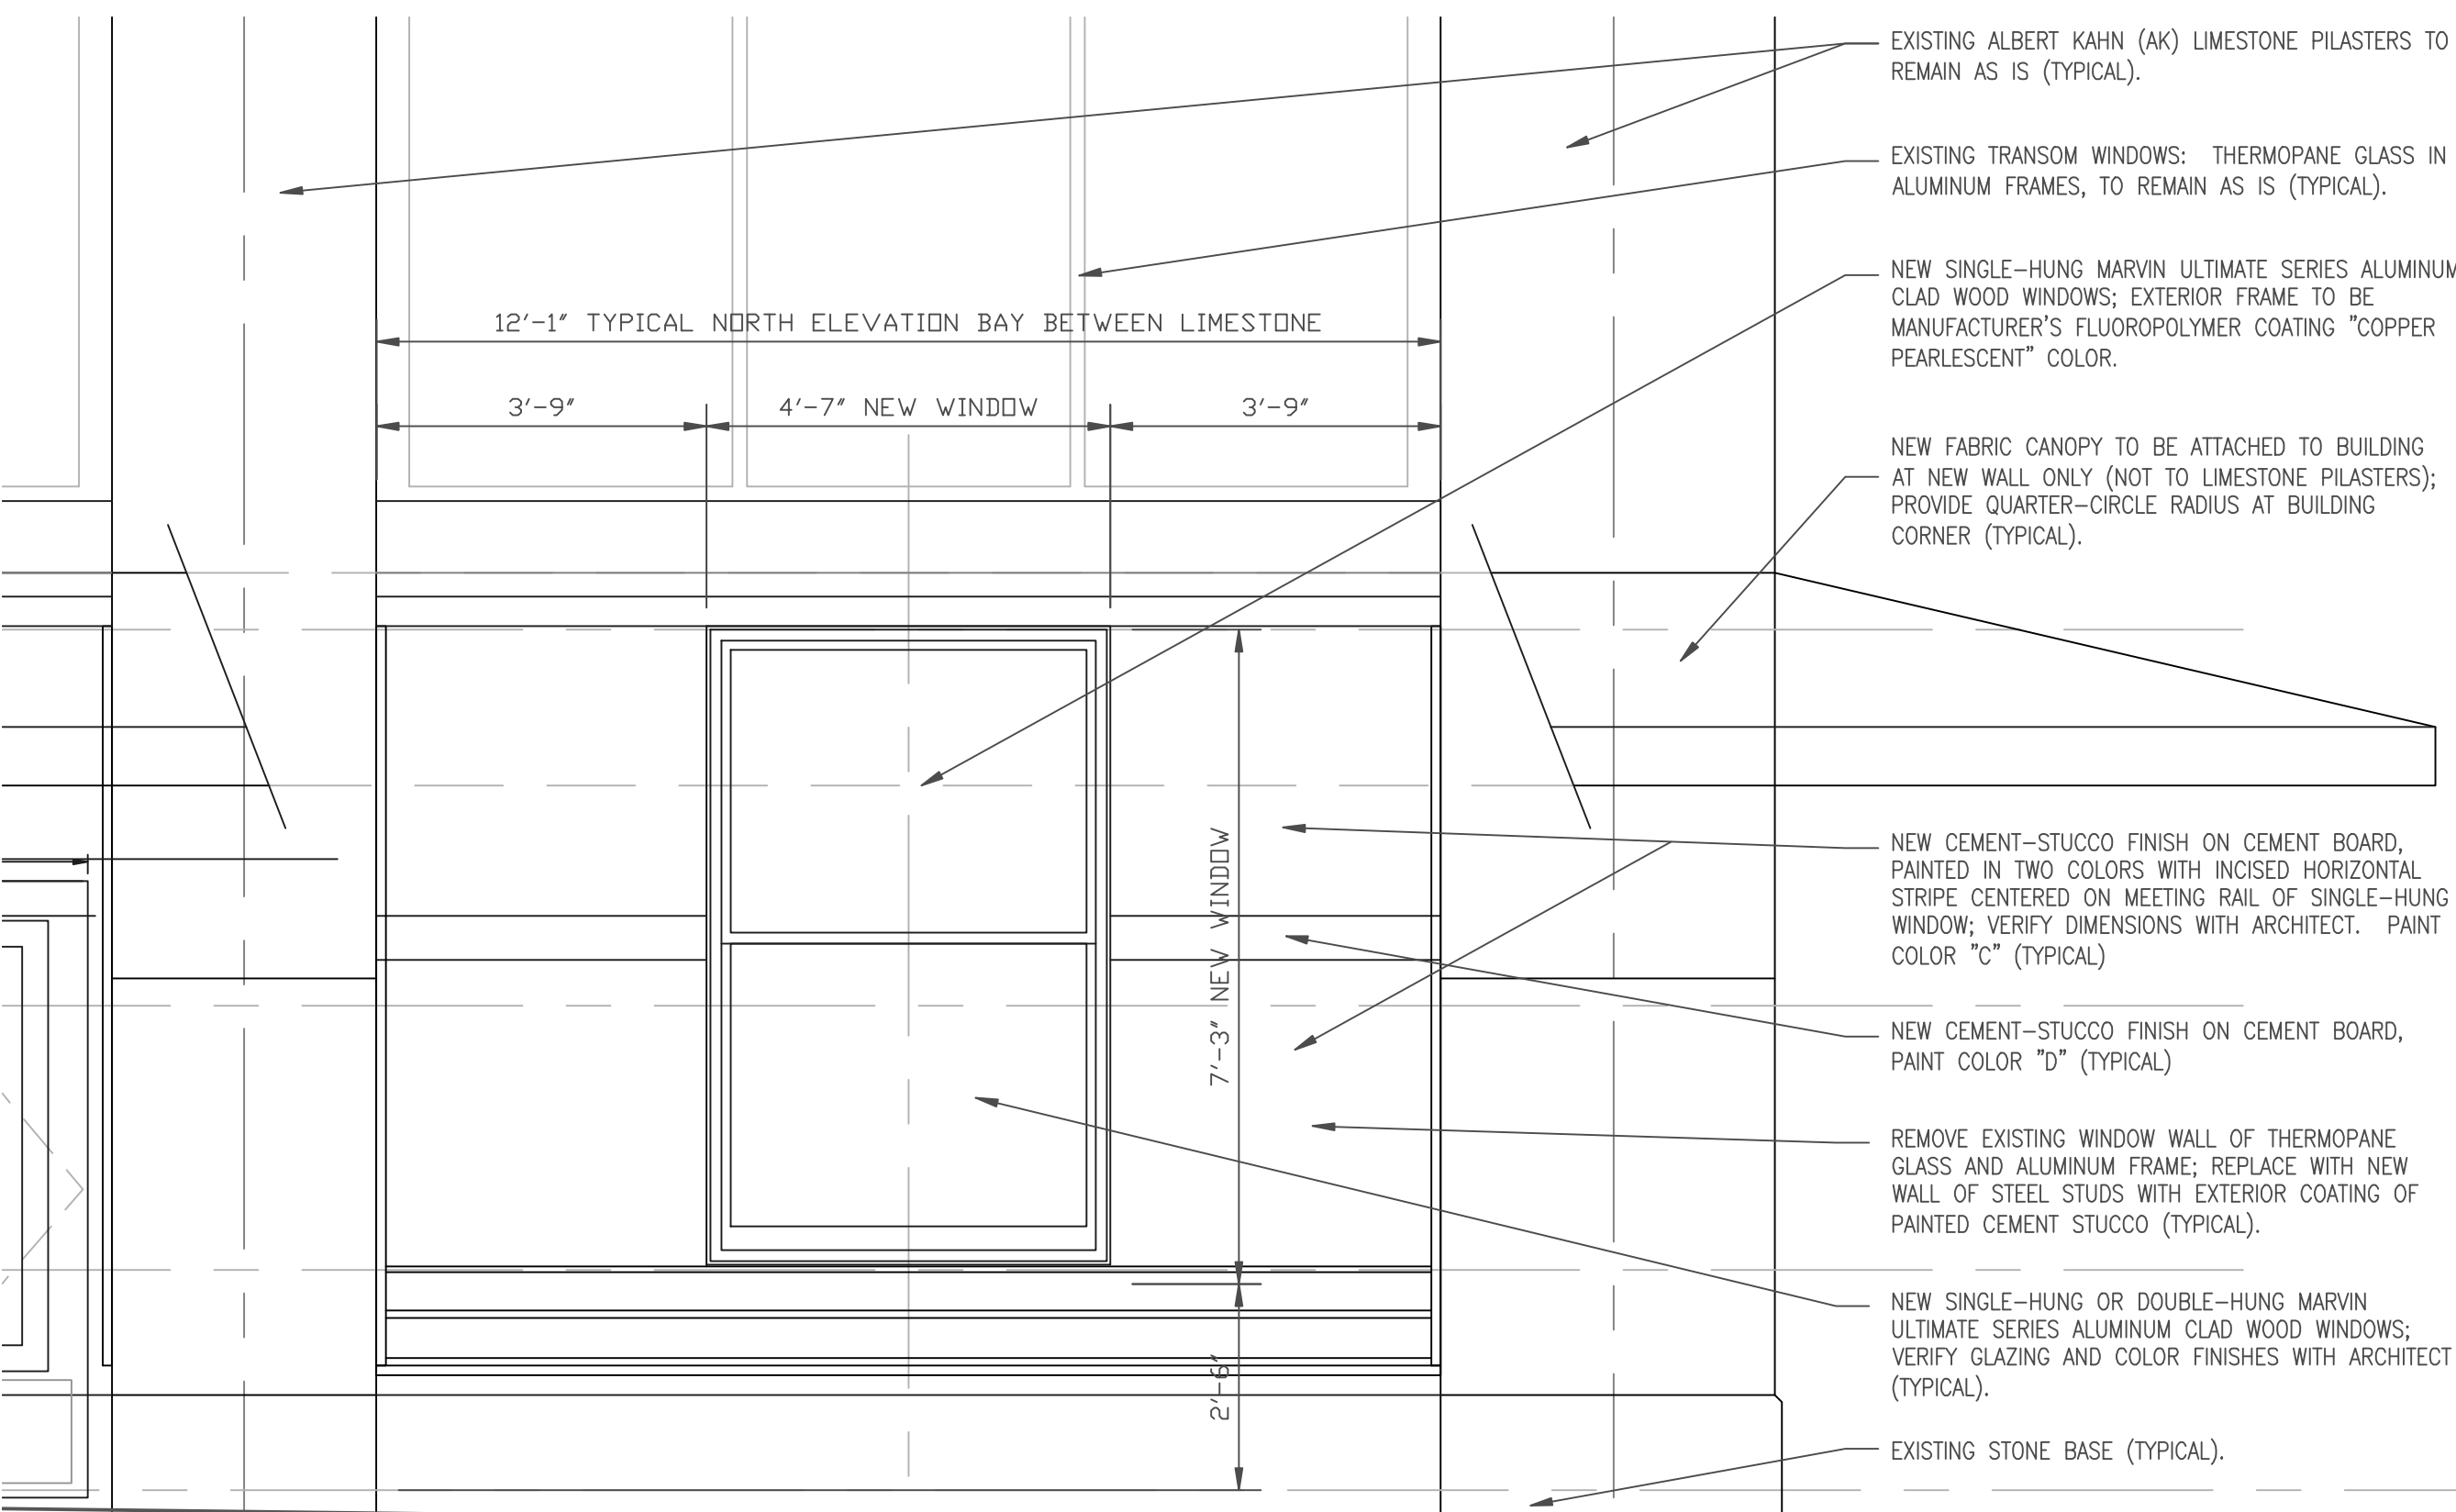 EXISTING ALBERT KAHN (AK) LIMESTONE PILASTERS TO
REMAIN AS IS (TYPICAL).
EXISTING TRANSOM WINDOWS: THERMOPANE GLASS IN
ALUMINUM FRAMES, TO REMAIN AS IS (TYPICAL).
NEW SINGLE-HUNG MARVIN ULTIMATE SERIES ALUMINUM
CLAD WOOD WINDOWS; EXTERIOR FRAME TO BE
MANUFACTURER'S FLUOROPOLYMER COATING "COPPER
PEARLESCENT" COLOR.
12'-1" TYPICAL NORTH ELEVATION BAY BETWEEN LIMESTONE
3'-9"
4'-7" NEW WINDOW
3'-9"
NEW FABRIC CANOPY TO BE ATTACHED TO BUILDING
AT NEW WALL ONLY (NOT TO LIMESTONE PILASTERS);
PROVIDE QUARTER-CIRCLE RADIUS AT BUILDING
CORNER (TYPICAL).
7'-3" NEW WINDOW
NEW CEMENT-STUCCO FINISH ON CEMENT BOARD,
PAINTED IN TWO COLORS WITH INCISED HORIZONTAL
STRIPE CENTERED ON MEETING RAIL OF SINGLE-HUNG
WINDOW; VERIFY DIMENSIONS WITH ARCHITECT. PAINT
COLOR "C" (TYPICAL)
NEW CEMENT-STUCCO FINISH ON CEMENT BOARD,
PAINT COLOR "D" (TYPICAL)
REMOVE EXISTING WINDOW WALL OF THERMOPANE
GLASS AND ALUMINUM FRAME; REPLACE WITH NEW
WALL OF STEEL STUDS WITH EXTERIOR COATING OF
PAINTED CEMENT STUCCO (TYPICAL).
NEW SINGLE-HUNG OR DOUBLE-HUNG MARVIN
ULTIMATE SERIES ALUMINUM CLAD WOOD WINDOWS;
VERIFY GLAZING AND COLOR FINISHES WITH ARCHITECT
(TYPICAL).
2'-6"
EXISTING STONE BASE (TYPICAL).